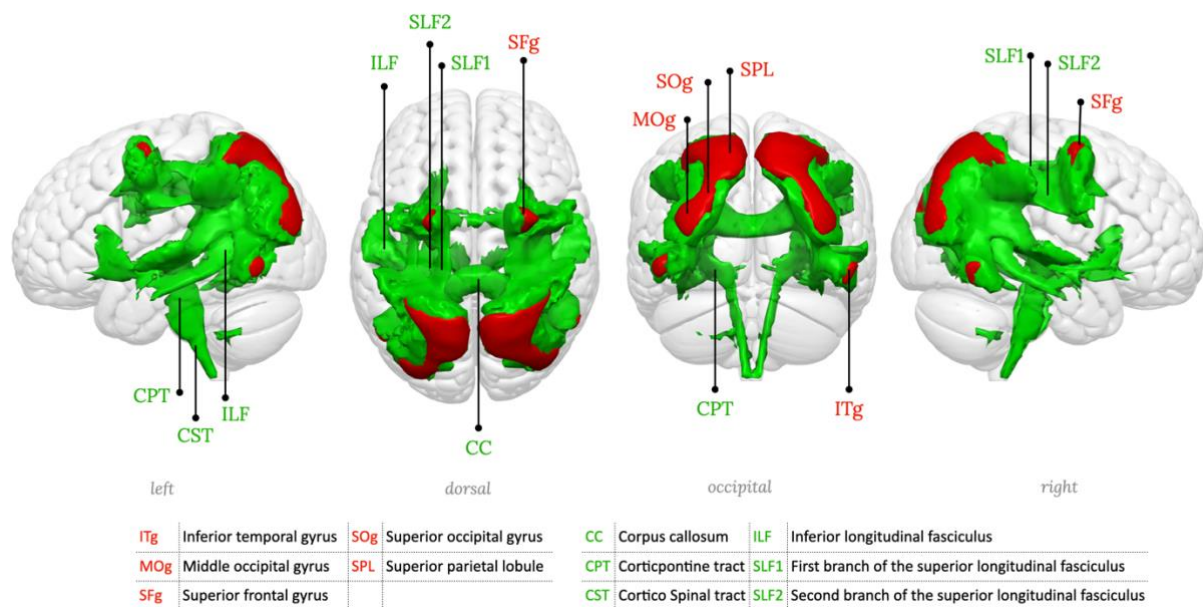 SLF2
SFg
ILF
SLF1
SOg
SPL
MOg
SLF1
SLF2
SFg
CPT
CST
ILF
CC
CPT
ITg
left
dorsal
occipital
right
ITg Inferior temporal gyrus SOg Superior occipital gyrus CC Corpus callosum ILF Inferior longitudinal fasciculus
MOg Middle occipital gyrus SPL Superior parietal lobule CPT Corticpontine tract SLF1 First branch of the superior longitudinal fasciculus
SFg Superior frontal gyrus CST Cortico Spinal tract SLF2 Second branch of the superior longitudinal fasciculus